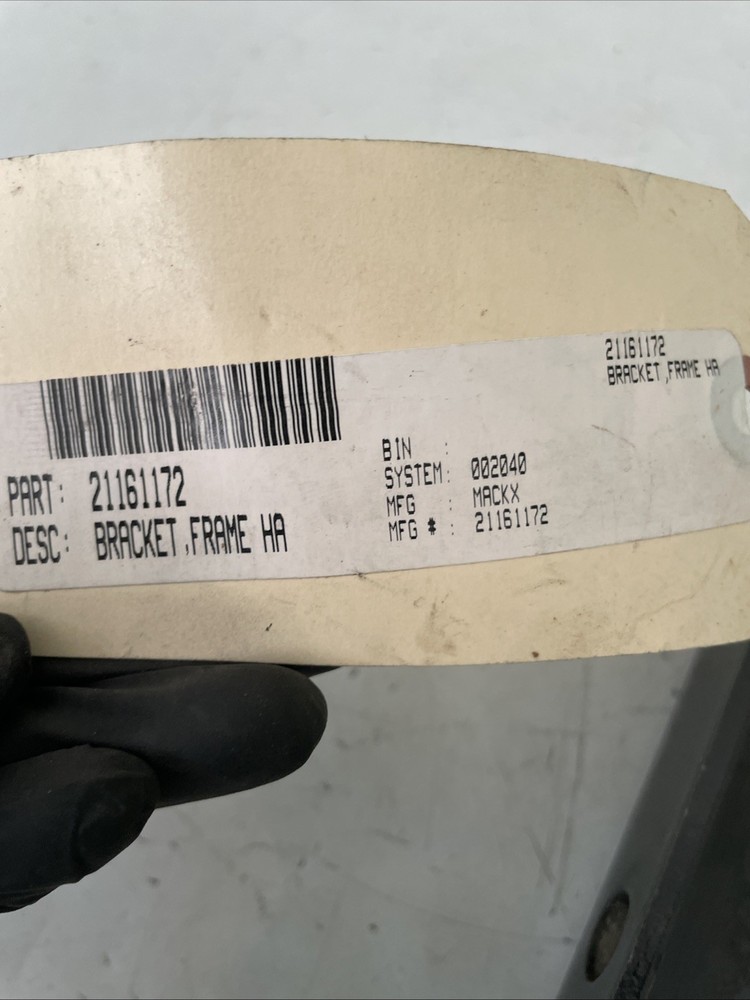 21161172
BRACKET,FRAME HA
PART: 21161172
DESC: BRACKET,FRAME HA
BIN :
SYSTEM: 002040
MFG : MACKX
MFG # : 21161172